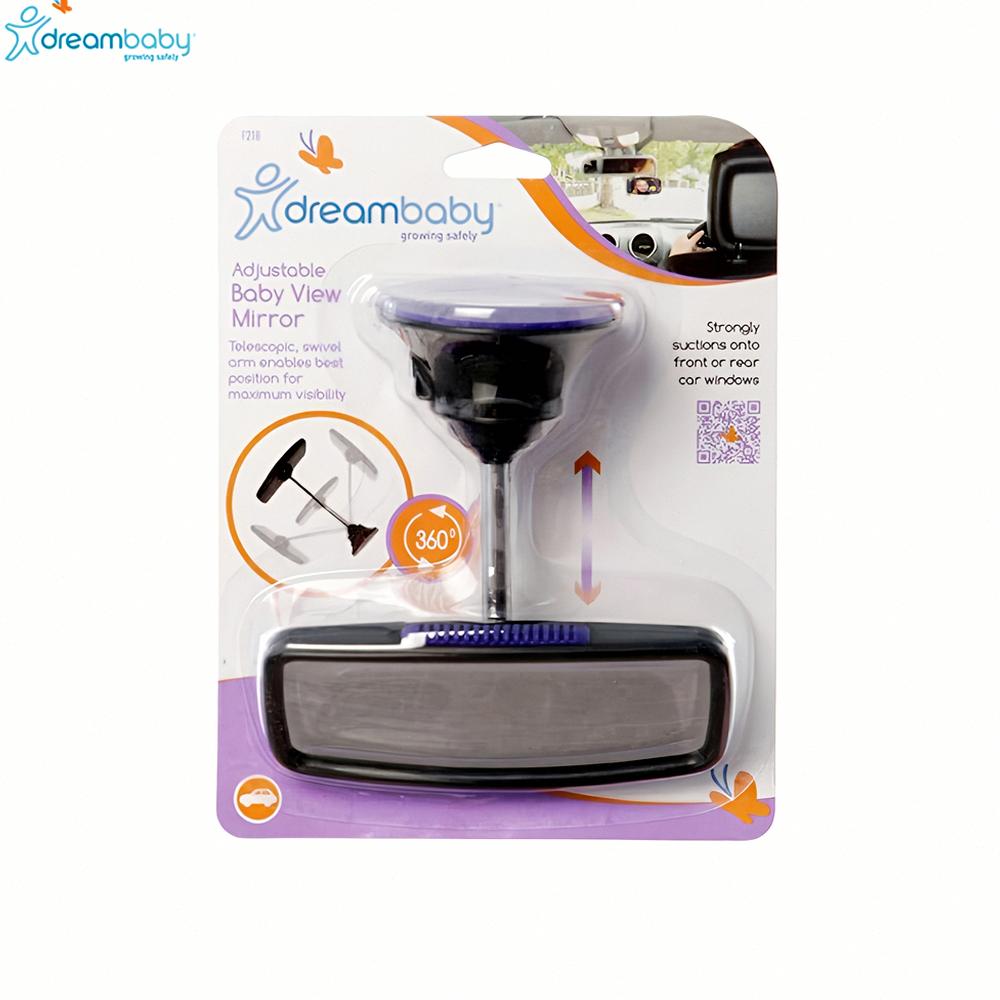 dreambaby
growing safely
F218
dreambaby
growing safely
Adjustable
Baby View
Mirror
Telescopic, swivel
arm enables best
position for
maximum visibility
360°
Strongly
suctions onto
front or rear
car windows